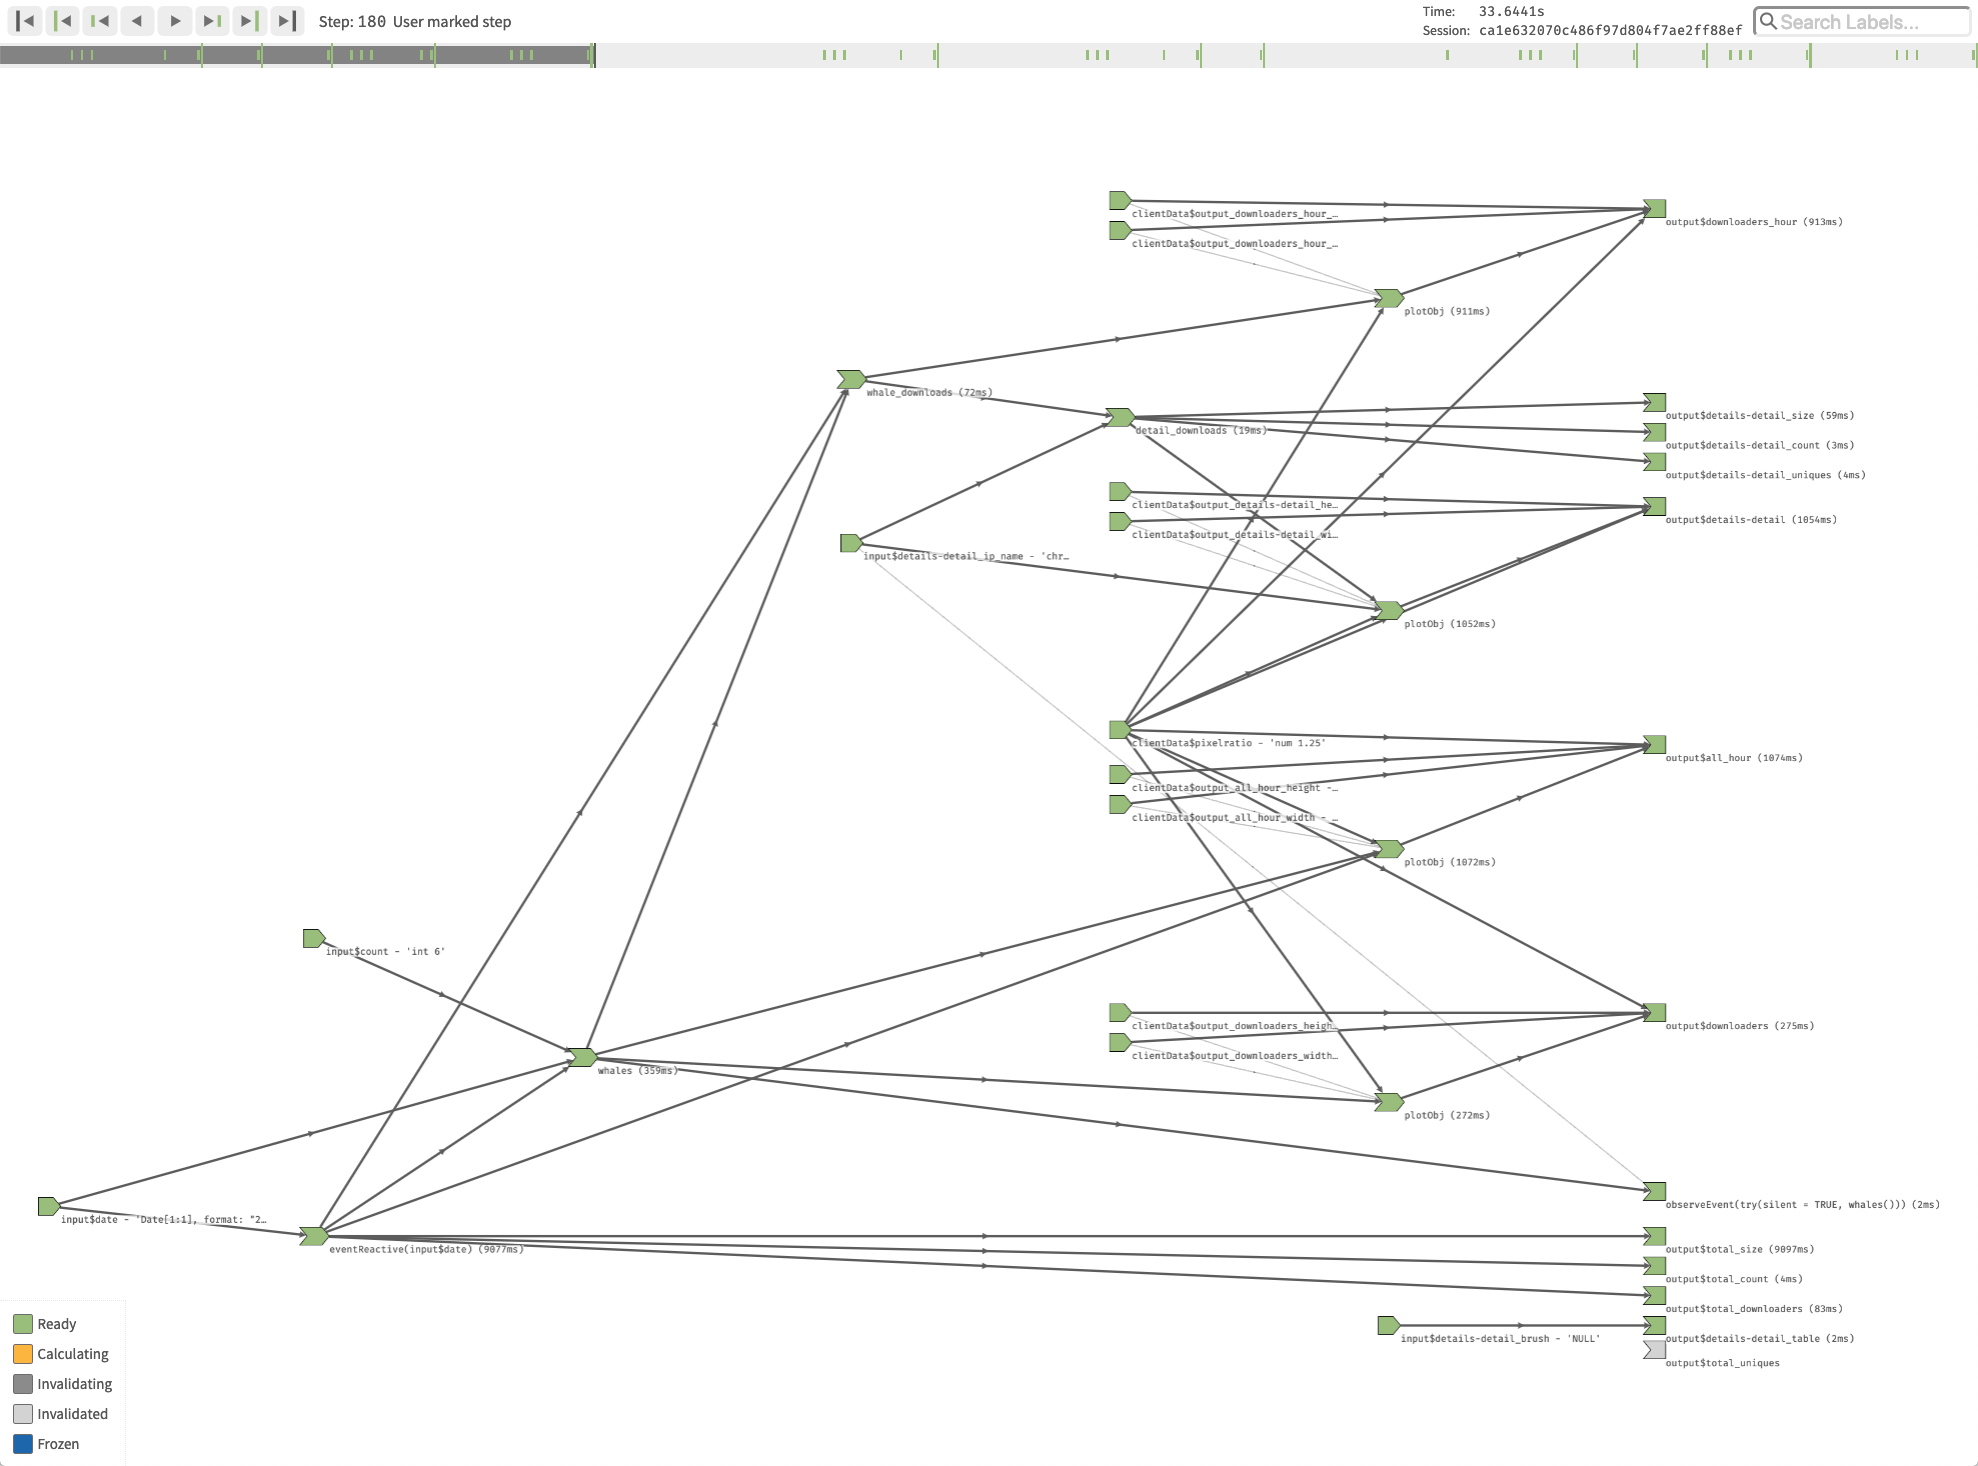 Step: 180 User marked step
Time: 33.6441s
Session: ca1e632070c486f97d804f7ae2ff88ef
Search Labels...
clientData$output_downloaders_hour_…
output$downloaders_hour (913ms)
clientData$output_downloaders_hour_…
plotObj (911ms)
whale_downloads (72ms)
output$details-detail_size (59ms)
detail_downloads (19ms)
output$details-detail_count (3ms)
output$details-detail_uniques (4ms)
clientData$output_details-detail_he…
output$details-detail (1054ms)
clientData$output_details-detail_wi…
input$details-detail_ip_name - 'chr…
plotObj (1052ms)
clientData$pixelratio - 'num 1.25'
output$all_hour (1074ms)
clientData$output_all_hour_height -…
clientData$output_all_hour_width - …
plotObj (1072ms)
input$count - 'int 6'
clientData$output_downloaders_heigh…
output$downloaders (275ms)
clientData$output_downloaders_width…
whales (359ms)
plotObj (272ms)
observeEvent(try(silent = TRUE, whales())) (2ms)
input$date - 'Date[1:1], format: "2…
eventReactive(input$date) (9077ms)
output$total_size (9097ms)
output$total_count (4ms)
output$total_downloaders (83ms)
input$details-detail_brush - 'NULL'
output$details-detail_table (2ms)
output$total_uniques
Ready
Calculating
Invalidating
Invalidated
Frozen